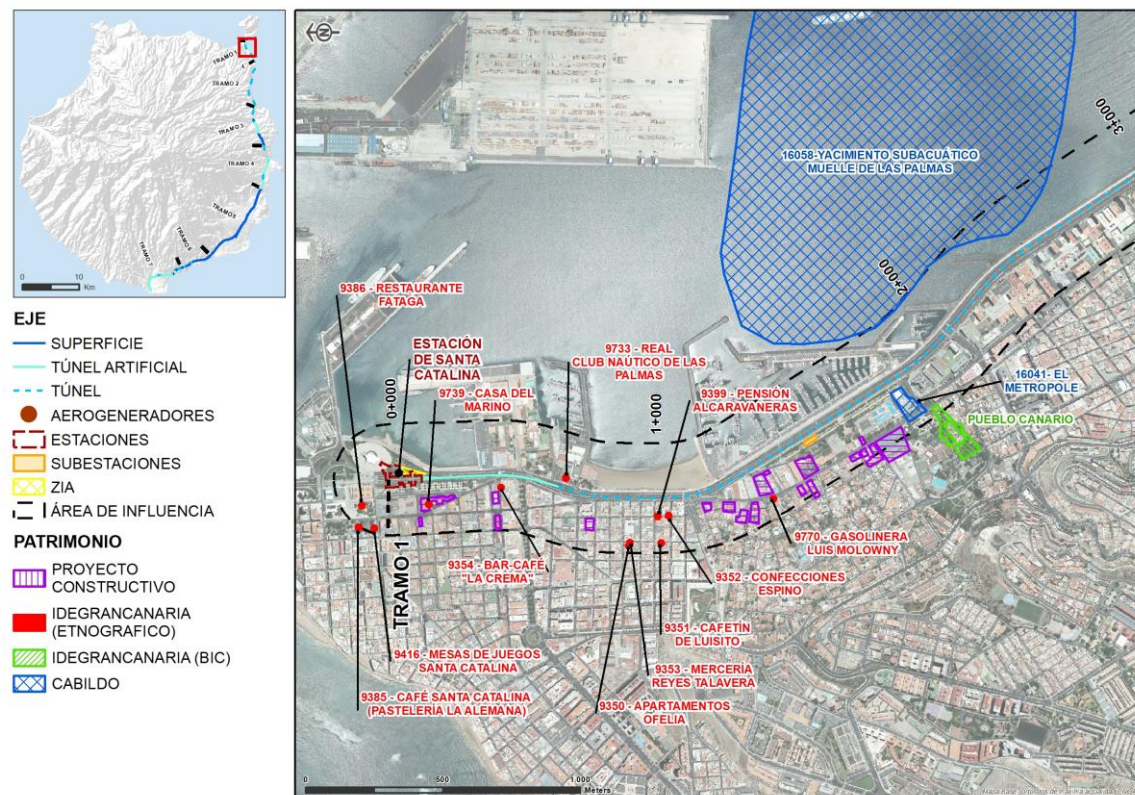 TRAMO 1
TRAMO 2
TRAMO 3
TRAMO 4
TRAMO 5
TRAMO 6
TRAMO 7
0 10
Km
EJE
SUPERFICIE
TÚNEL ARTIFICIAL
TÚNEL
AEROGENERADORES
ESTACIONES
SUBESTACIONES
ZIA
ÁREA DE INFLUENCIA
PATRIMONIO
PROYECTO
CONSTRUCTIVO
IDEGRANCANARIA
(ETNOGRAFICO)
IDEGRANCANARIA (BIC)
CABILDO
N
16058-YACIMIENTO SUBACUÁTICO
MUELLE DE LAS PALMAS
3+000
2+000
9386 - RESTAURANTE
FATAGA
ESTACIÓN
DE SANTA
CATALINA
0+000
9739 - CASA DEL
MARINO
9733 - REAL
CLUB NAÚTICO DE LAS
PALMAS
1+000
9399 - PENSIÓN
ALCARAVANERAS
16041- EL
METROPOLE
PUEBLO CANARIO
TRAMO 1
9354 - BAR-CAFÉ
"LA CREMA"
9770 - GASOLINERA
LUIS MOLOWNY
9352 - CONFECCIONES
ESPINO
9351 - CAFETÍN
DE LUISITO
9416 - MESAS DE JUEGOS
SANTA CATALINA
9353 - MERCERÍA
REYES TALAVERA
9385 - CAFÉ SANTA CATALINA
(PASTELERÍA LA ALEMANA)
9350 - APARTAMENTOS
OFELIA
0 500 1.000
Meters